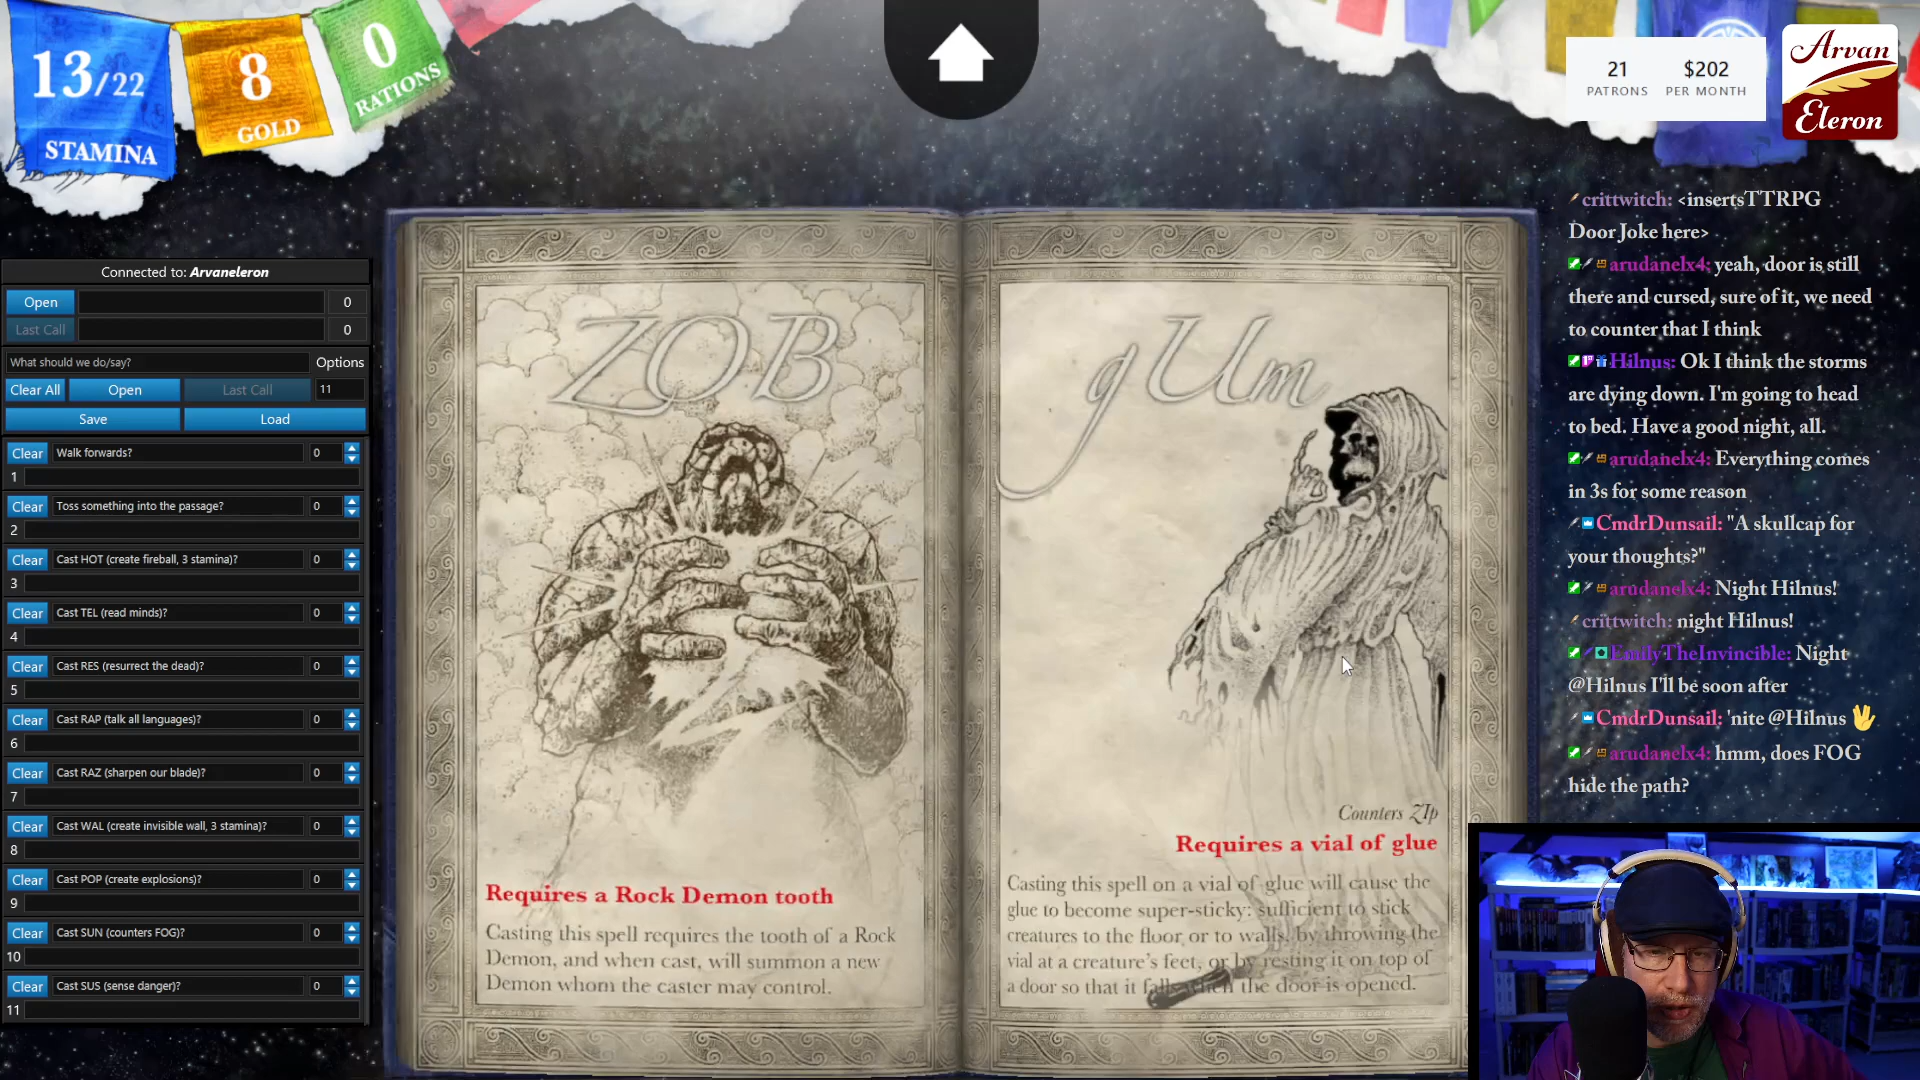 13/22
STAMINA
8
GOLD
0
RATIONS
21
PATRONS
$202
PER MONTH
Arvan
Eleron
Connected to: Arvaneleron
Open
0
Last Call
0
What should we do/say?
Options
Clear All
Open
Last Call
11
Save
Load
Clear
Walk forwards?
0
1
Clear
Toss something into the passage?
0
2
Clear
Cast HOT (create fireball, 3 stamina)?
0
3
Clear
Cast TEL (read minds)?
0
4
Clear
Cast RES (resurrect the dead)?
0
5
Clear
Cast RAP (talk all languages)?
0
6
Clear
Cast RAZ (sharpen our blade)?
0
7
Clear
Cast WAL (create invisible wall, 3 stamina)?
0
8
Clear
Cast POP (create explosions)?
0
9
Clear
Cast SUN (counters FOG)?
0
10
Clear
Cast SUS (sense danger)?
0
11
ZOB
Requires a Rock Demon tooth
Casting this spell requires the tooth of a Rock
Demon, and when cast, will summon a new
Demon whom the caster may control.
gUm
Counters ZIp
Requires a vial of glue
Casting this spell on a vial of glue will cause the
glue to become super-sticky: sufficient to stick
creatures to the floor or to walls, by throwing the
vial at a creature's feet, or by resting it on top of
a door so that it falls when the door is opened.
crittwitch: <insertsTTRPG
Door Joke here>
arudanelx4: yeah, door is still
there and cursed, sure of it, we need
to counter that I think
Hilnus: Ok I think the storms
are dying down. I'm going to head
to bed. Have a good night, all.
arudanelx4: Everything comes
in 3s for some reason
CmdrDunsail: "A skullcap for
your thoughts?"
arudanelx4: Night Hilnus!
crittwitch: night Hilnus!
EmilyTheInvincible: Night
@Hilnus I'll be soon after
CmdrDunsail: 'nite @Hilnus 🖖
arudanelx4: hmm, does FOG
hide the path?